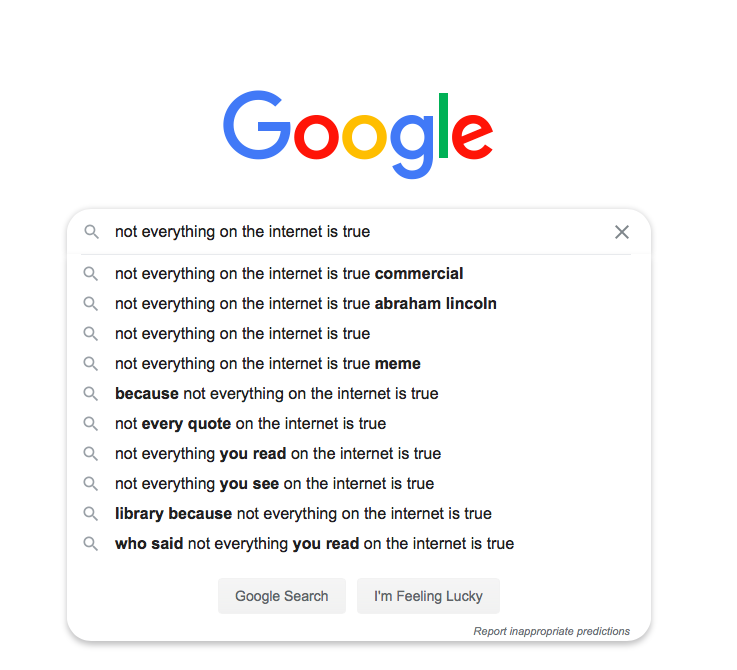 Google
not everything on the internet is true
not everything on the internet is true commercial
not everything on the internet is true abraham lincoln
not everything on the internet is true
not everything on the internet is true meme
because not everything on the internet is true
not every quote on the internet is true
not everything you read on the internet is true
not everything you see on the internet is true
library because not everything on the internet is true
who said not everything you read on the internet is true
Google Search I'm Feeling Lucky
Report inappropriate predictions